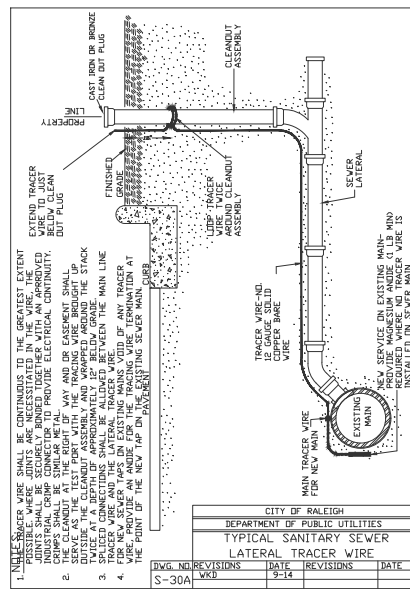 NOTES:
1. THE TRACER WIRE SHALL BE CONTINUOUS TO THE GREATEST EXTENT
POSSIBLE. WHERE JOINTS ARE NECESSITATED IN THE WIRE, THE
JOINTS SHALL BE SECURELY BONDED TOGETHER WITH AN APPROVED
INDUSTRIAL CRIMP CONNECTOR TO PROVIDE ELECTRICAL CONTINUITY.
CRIMPS SHALL BE SIMILAR METAL.
2. THE CLEANOUT AT THE RIGHT OF WAY AND OR EASEMENT SHALL
SERVE AS THE TEST PORT WITH THE TRACING WIRE BROUGHT UP
OUTSIDE THE CLEANOUT ASSEMBLY AND WRAPPED AROUND THE STACK
TWICE AT A DEPTH OF APPROXIMATELY 12" BELOW GRADE.
3. SPLICED CONNECTIONS SHALL BE ALLOWED BETWEEN THE MAIN LINE
TRACER WIRE AND THE LATERAL TRACER WIRE.
4. FOR NEW SEWER TAPS ON EXISTING MAINS VOID OF ANY TRACER
WIRE, PROVIDE AN ANODE FOR THE TRACING WIRE TERMINATION AT
THE POINT OF THE NEW TAP ON THE EXISTING SEWER MAIN.
EXTEND TRACER
WIRE TO JUST
BELOW CLEAN
OUT PLUG
PROPERTY
LINE
CAST IRON OR BRONZE
CLEAN OUT PLUG
FINISHED
GRADE
CLEANOUT
ASSEMBLY
LOOP TRACER
WIRE TWICE
AROUND CLEANOUT
ASSEMBLY
CURB
PAVEMENT
TRACER WIRE-NO.
12 GAUGE SOLID
COPPER BARE
WIRE
SEWER
LATERAL
MAIN TRACER WIRE
FOR NEW MAIN
EXISTING
MAIN
NEW SERVICE ON EXISTING MAIN-
PROVIDE MAGNESIUM ANODE (1 LB MIN)
REQUIRED WHERE NO TRACER WIRE IS
INSTALLED ON SEWER MAIN
CITY OF RALEIGH
DEPARTMENT OF PUBLIC UTILITIES
TYPICAL SANITARY SEWER
LATERAL TRACER WIRE
DWG. NO. REVISIONS DATE REVISIONS DATE
S-30A WKD 9-14